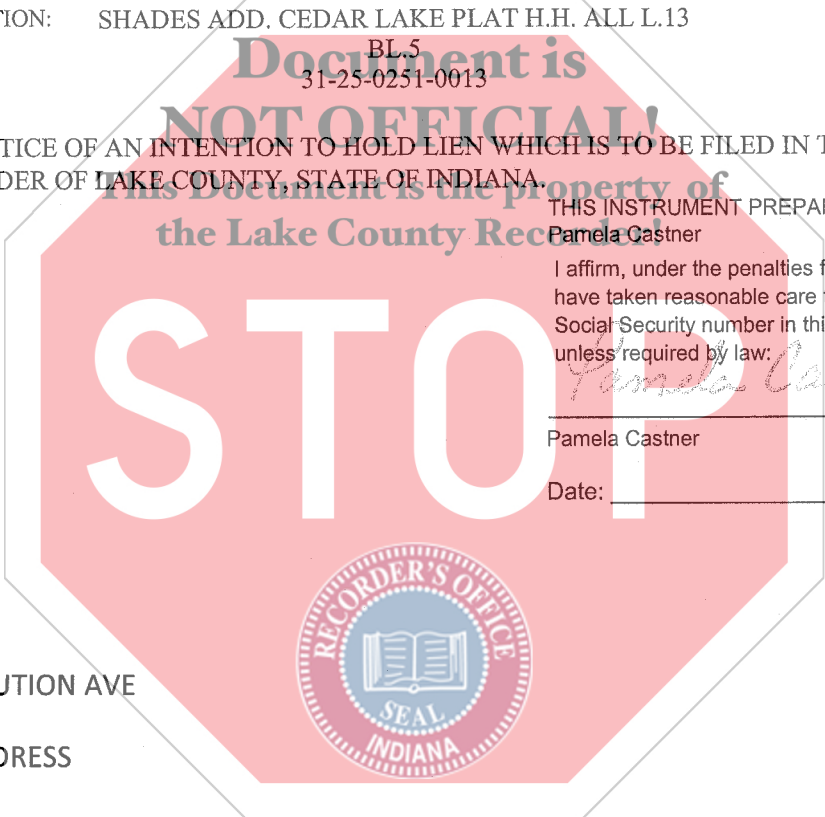 TION: SHADES ADD. CEDAR LAKE PLAT H.H. ALL L.13
BL.5
31-25-0251-0013
Document is
NOT OFFICIAL!
This Document is the property of
the Lake County Recorder!
TICE OF AN INTENTION TO HOLD LIEN WHICH IS TO BE FILED IN T
DER OF LAKE COUNTY, STATE OF INDIANA.
THIS INSTRUMENT PREPAR
Pamela Castner
I affirm, under the penalties f
have taken reasonable care
Social Security number in thi
unless required by law:
Pamela Ca
Pamela Castner
Date:
STOP
RECORDER'S OFFICE
SEAL
INDIANA
UTION AVE
DRESS